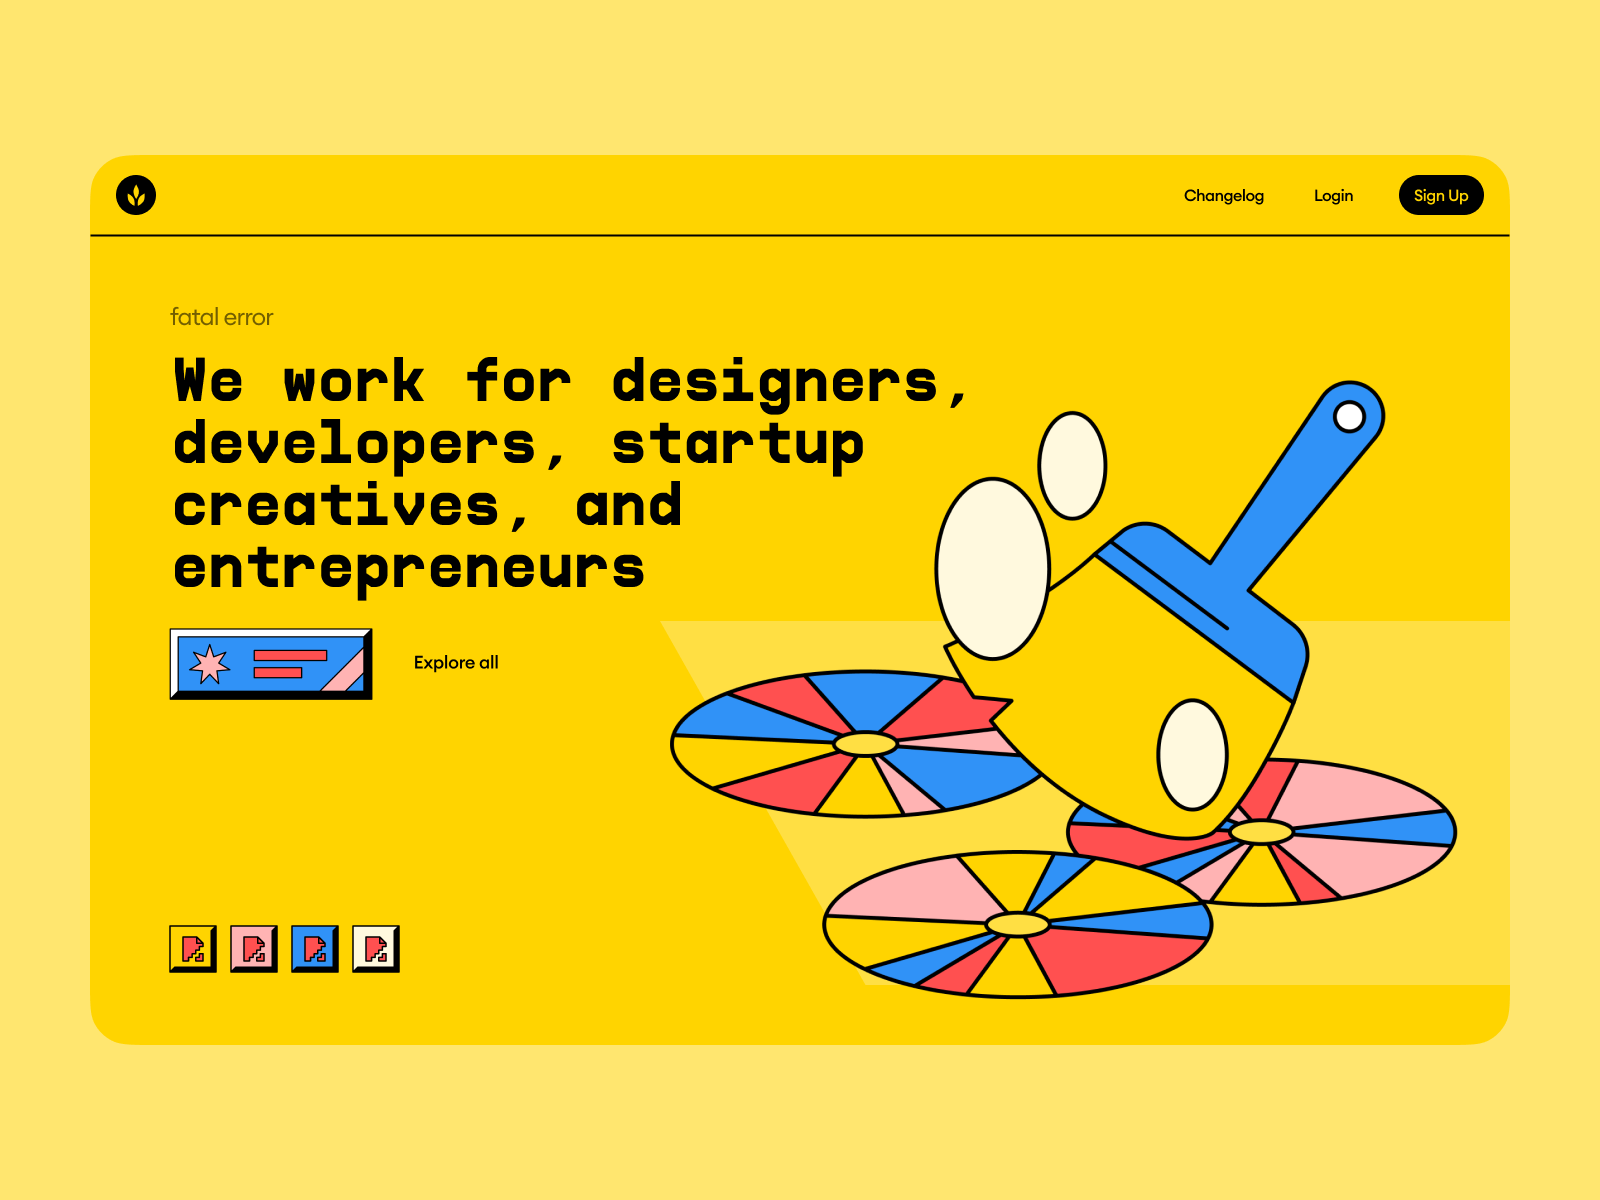 Changelog
Login
Sign Up
fatal error
We work for designers,
developers, startup
creatives, and
entrepreneurs
Explore all